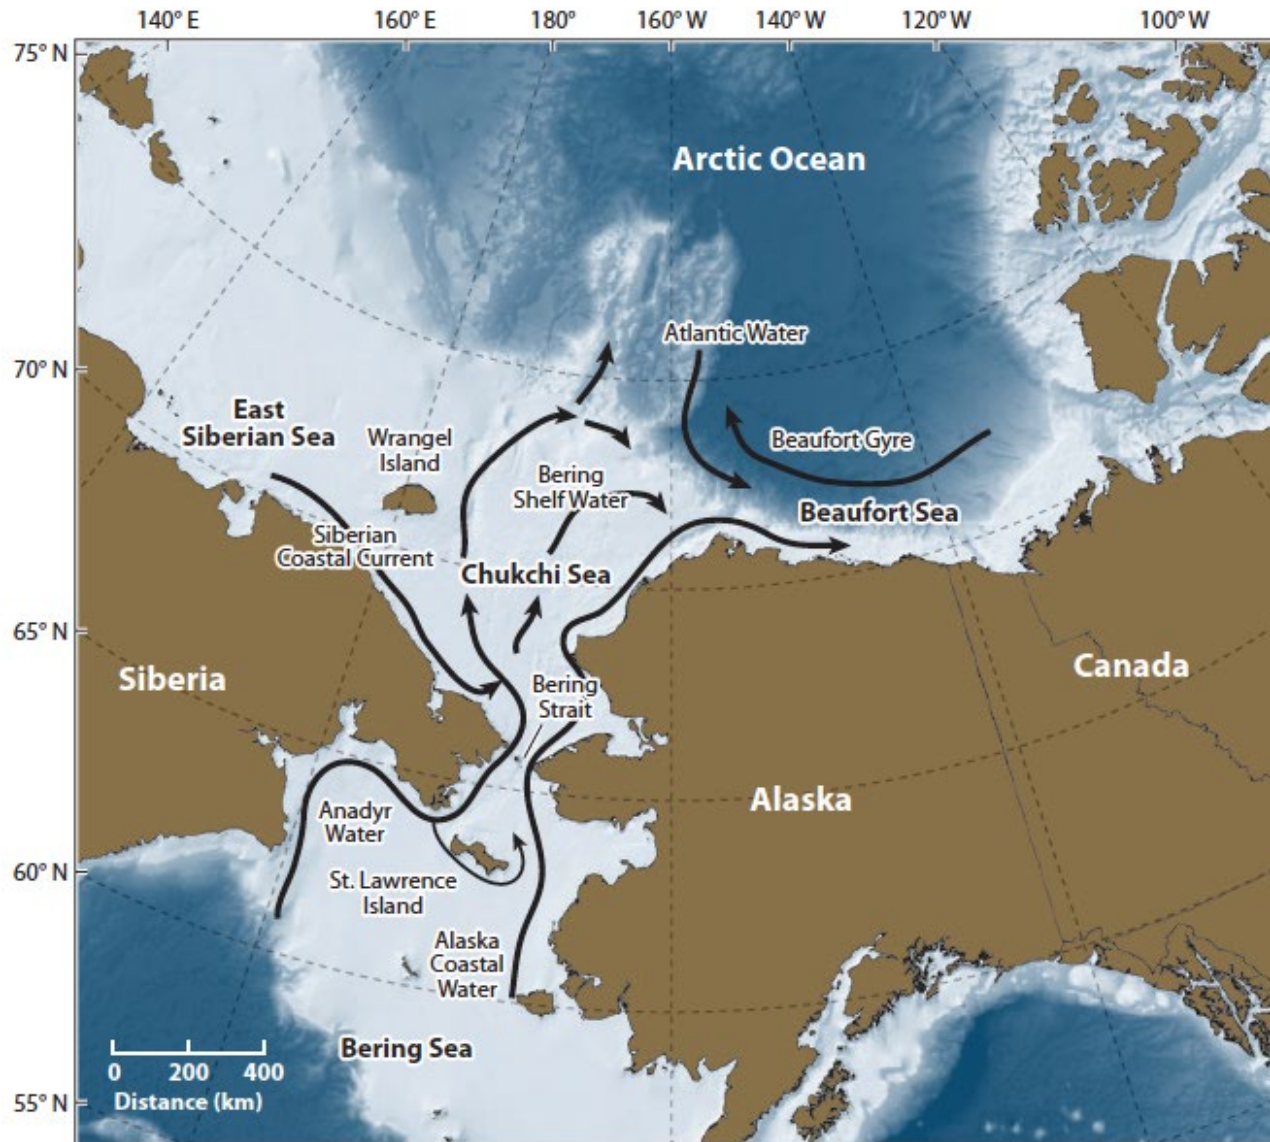 140° E
160° E
180°
160° W
140° W
120° W
100° W
75° N
Arctic Ocean
Atlantic Water
70° N
East
Siberian Sea
Wrangel
Island
Beaufort Gyre
Bering
Shelf Water
Beaufort Sea
Siberian
Coastal Current
Chukchi Sea
65° N
Siberia
Bering
Strait
Canada
Alaska
Anadyr
Water
60° N
St. Lawrence
Island
Alaska
Coastal
Water
Bering Sea
0 200 400
Distance (km)
55° N